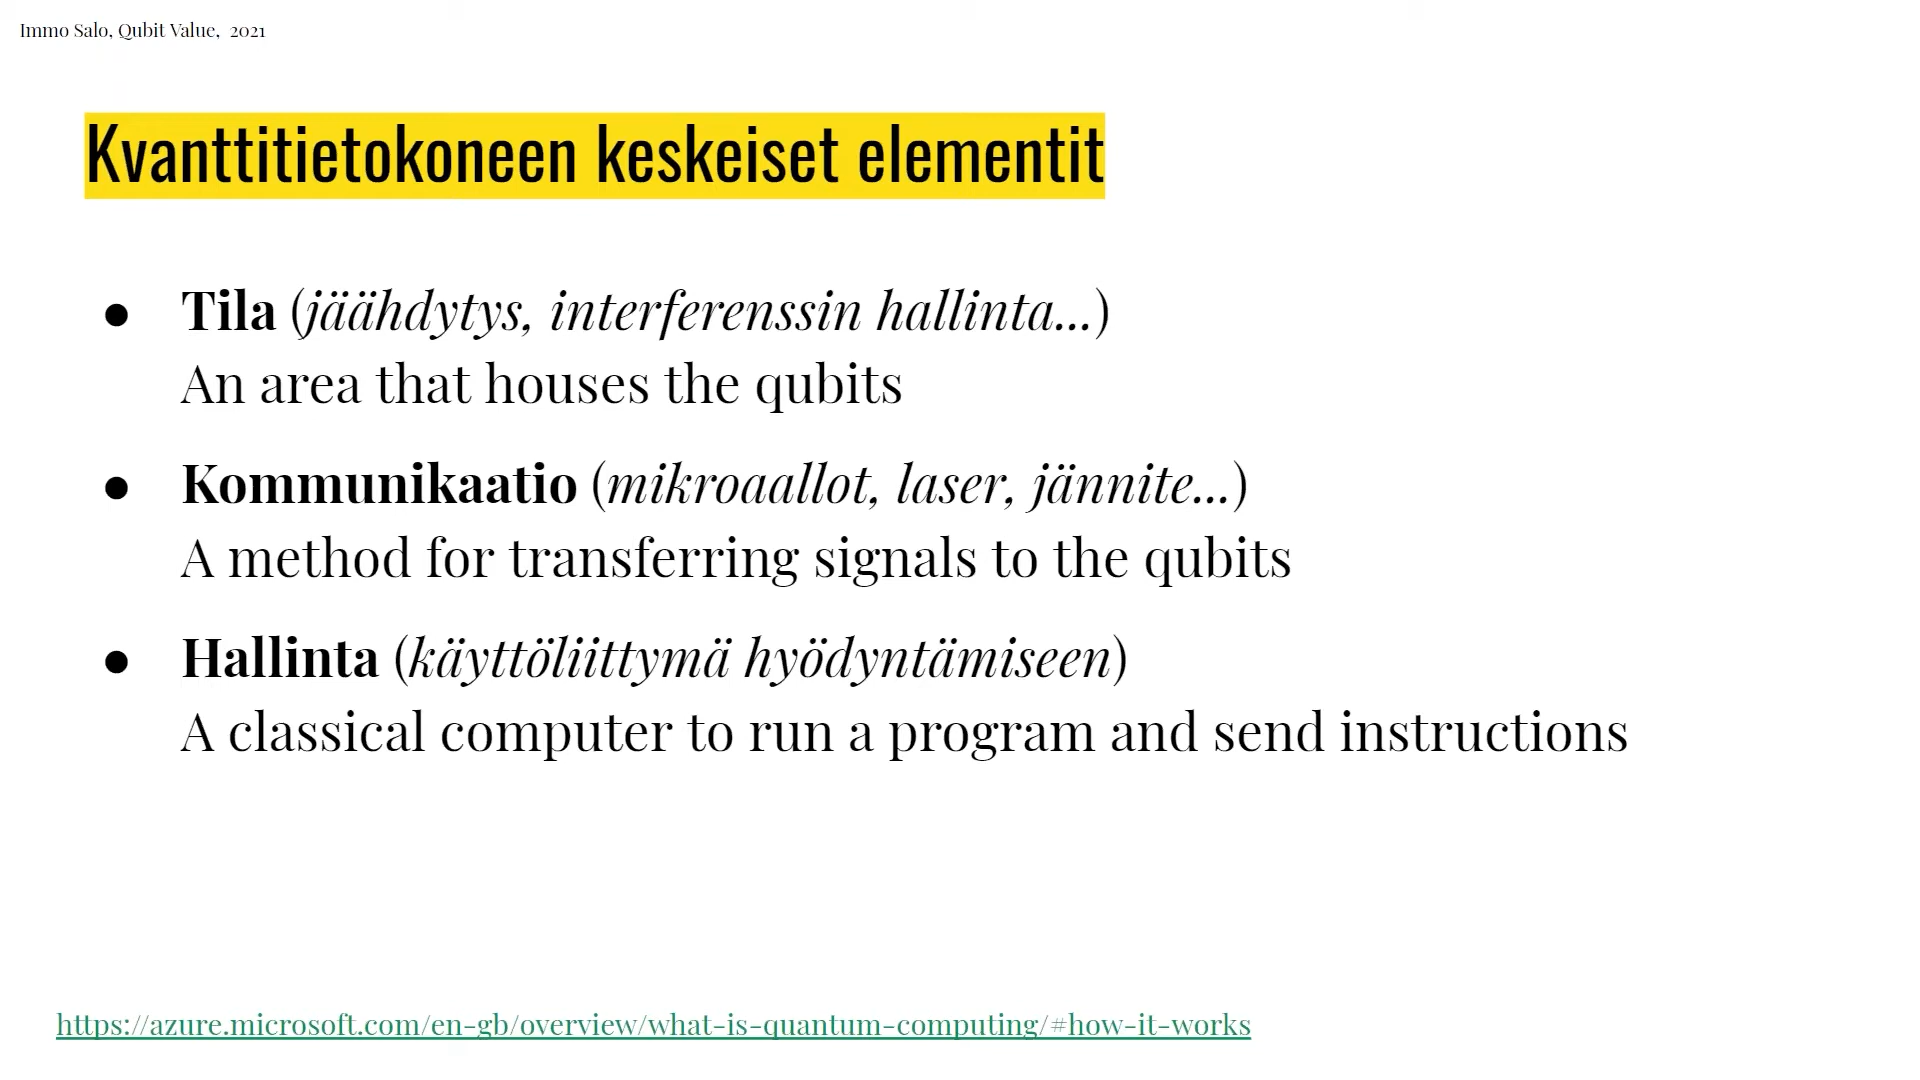 Immo Salo, Qubit Value, 2021
Kvanttitietokoneen keskeiset elementit
● Tila (jäähdytys, interferenssin hallinta...)
An area that houses the qubits
● Kommunikaatio (mikroaallot, laser, jännite...)
A method for transferring signals to the qubits
● Hallinta (käyttöliittymä hyödyntämiseen)
A classical computer to run a program and send instructions
https://azure.microsoft.com/en-gb/overview/what-is-quantum-computing/#how-it-works